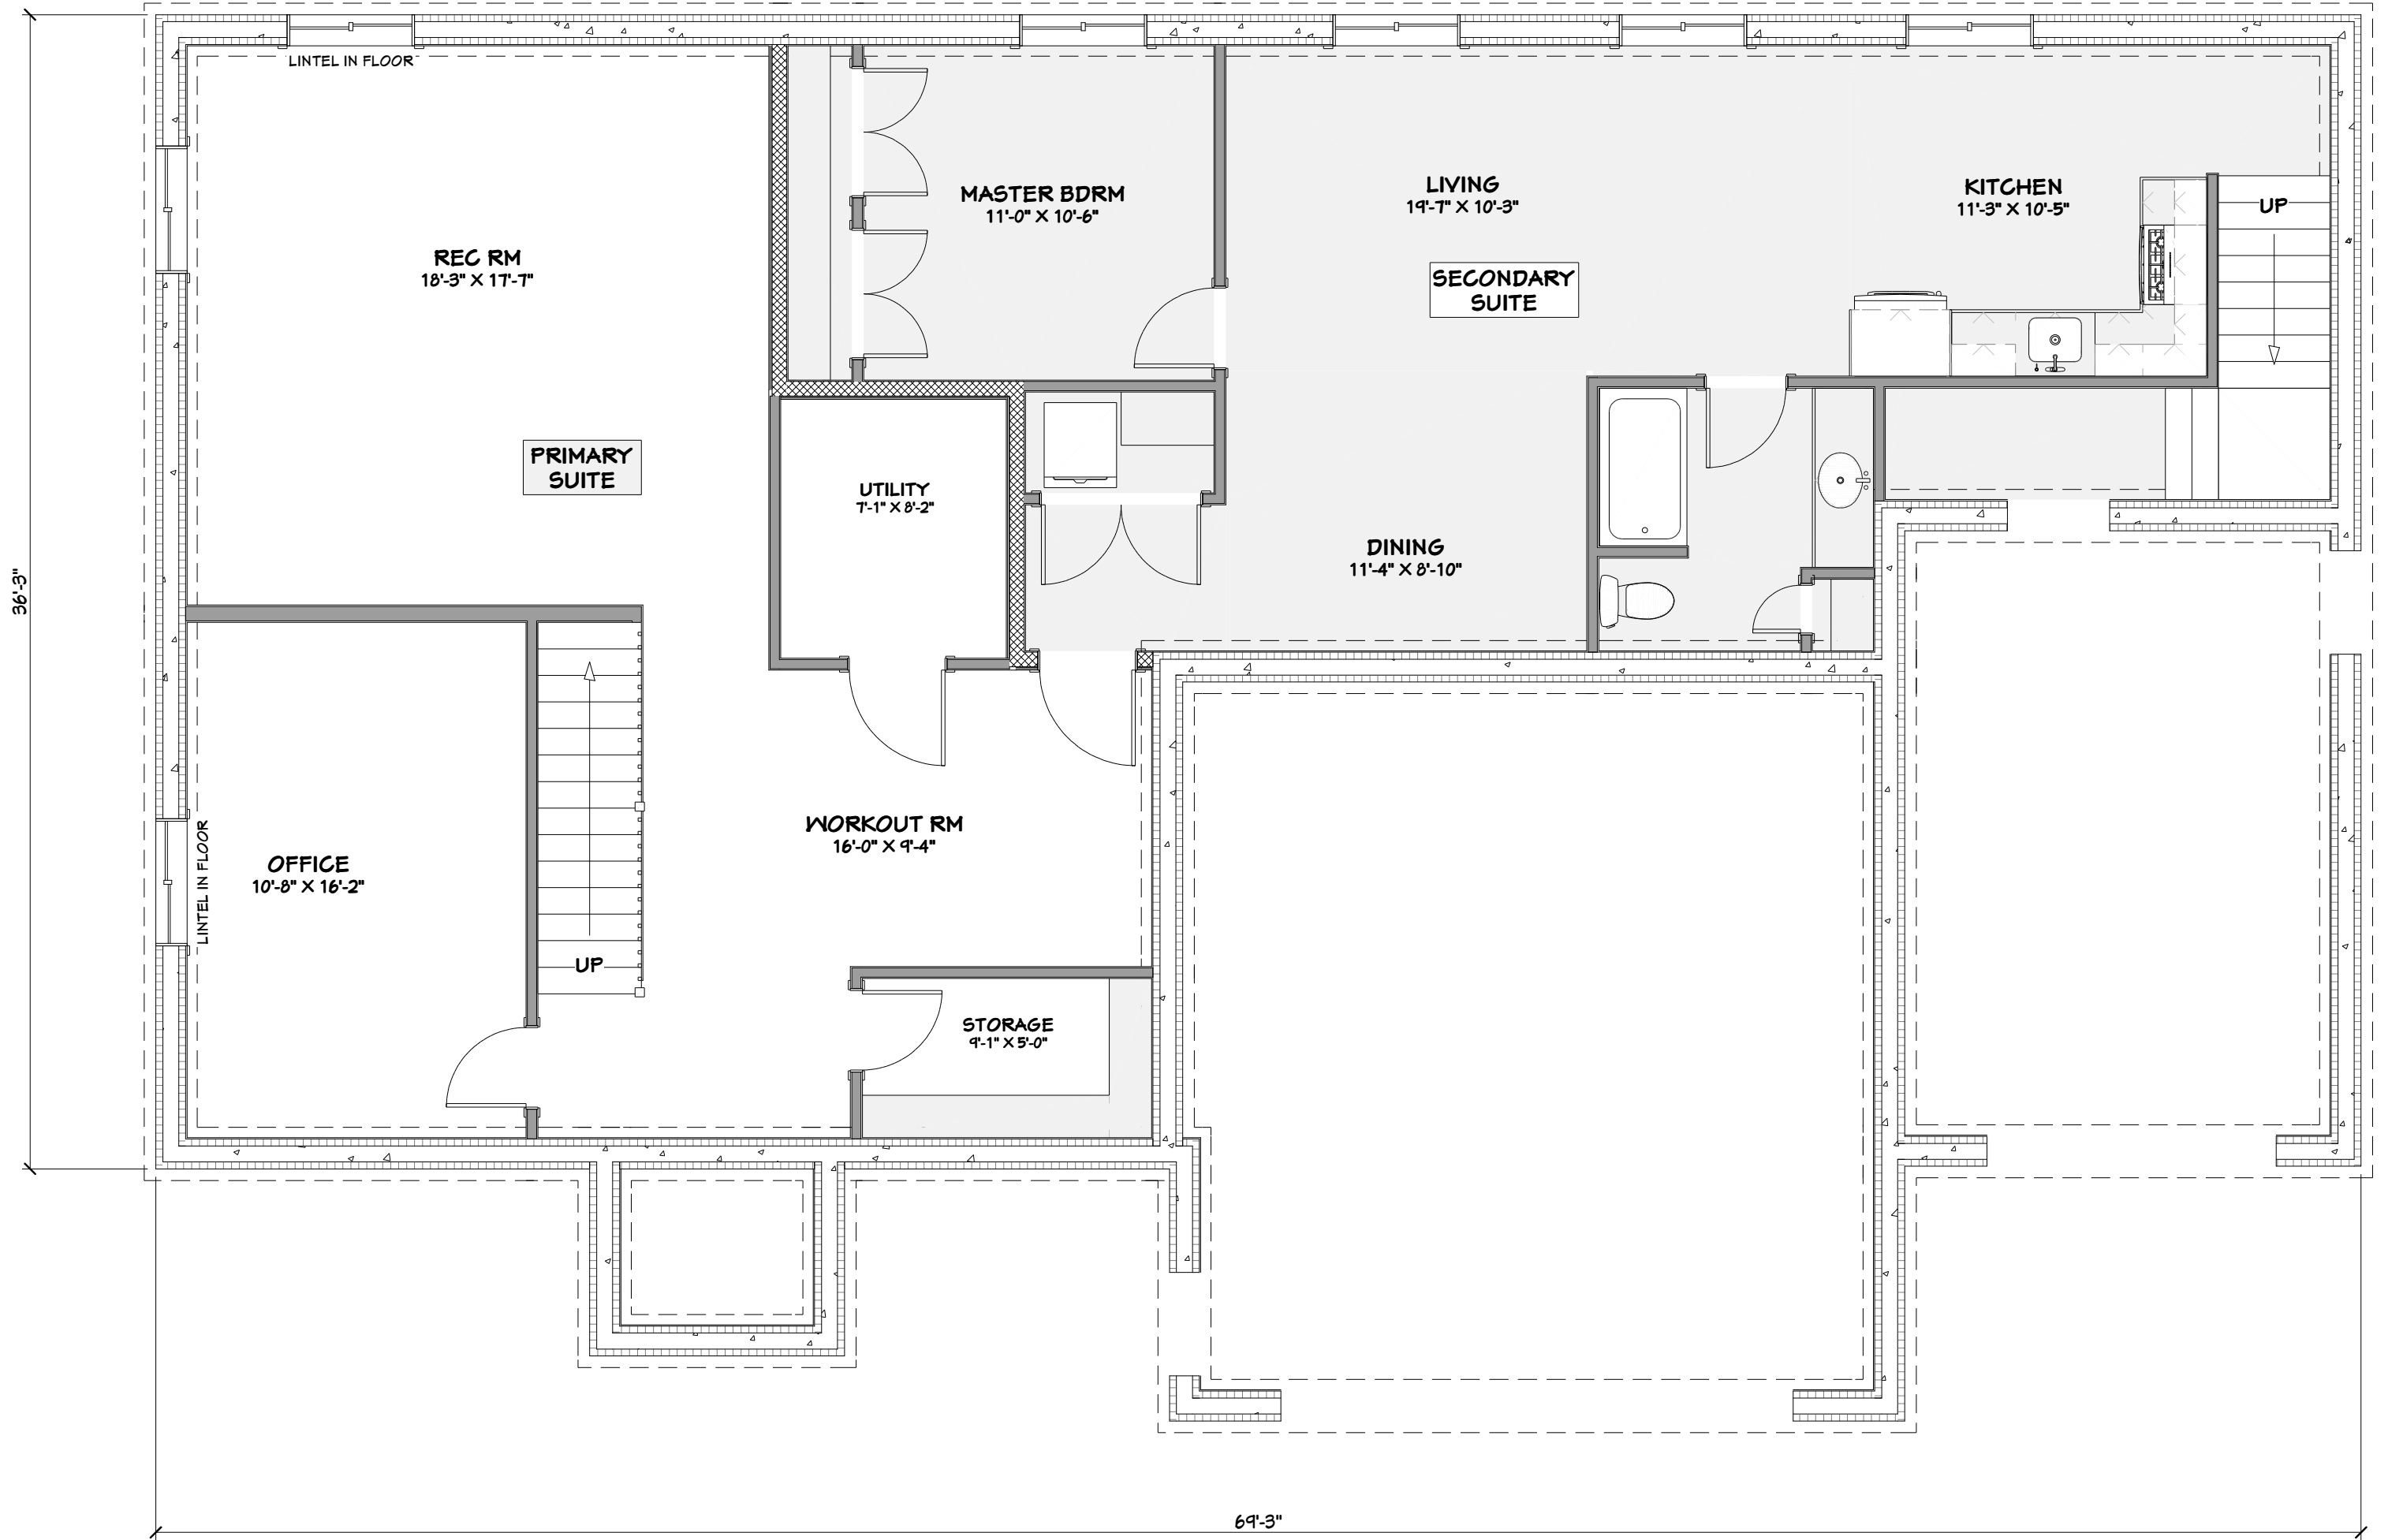 LINTEL IN FLOOR
REC RM
18'-3" X 17'-7"
MASTER BDRM
11'-0" X 10'-6"
LIVING
19'-7" X 10'-3"
KITCHEN
11'-3" X 10'-5"
UP
SECONDARY
SUITE
PRIMARY
SUITE
UTILITY
7'-1" X 8'-2"
DINING
11'-4" X 8'-10"
36'-3"
OFFICE
10'-8" X 16'-2"
LINTEL IN FLOOR
UP
WORKOUT RM
16'-0" X 9'-4"
STORAGE
9'-1" X 5'-0"
69'-3"